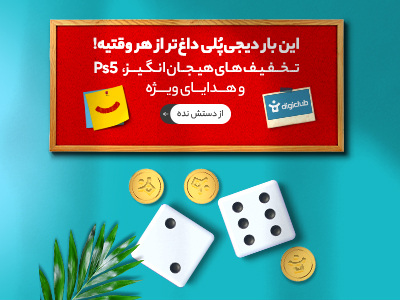 این بار دیجی‌پُلی داغ‌تر از هر وقتیه!
تخفیف‌های هیجان‌انگیز، Ps5
و هدایای ویژه
digiclub
از دستش نده